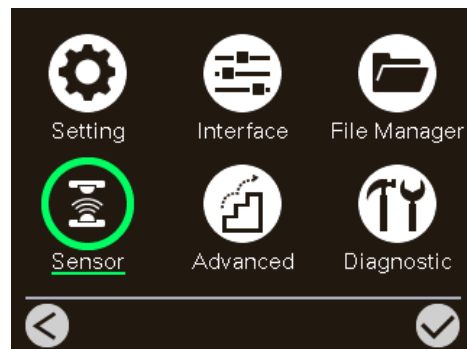 Setting
Interface
File Manager
Sensor
Advanced
Diagnostic